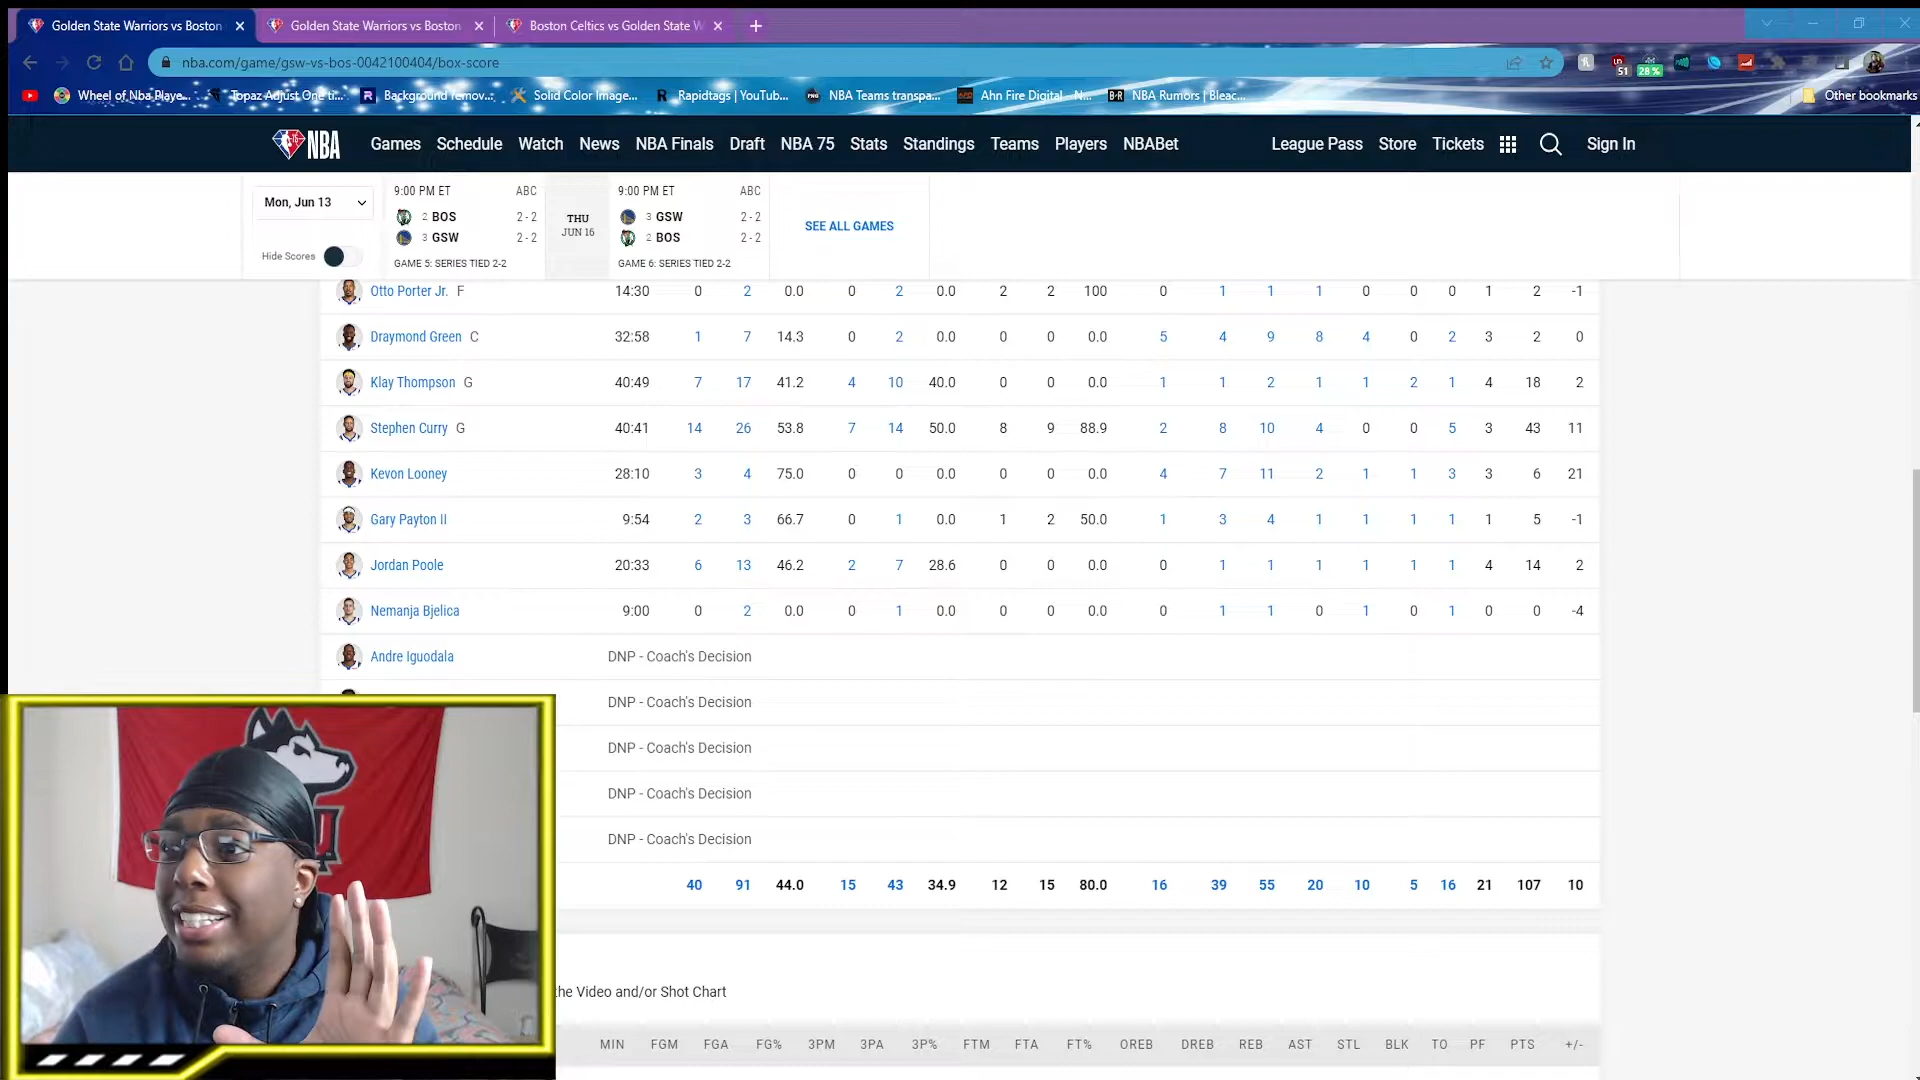 Golden State Warriors vs Boston
Golden State Warriors vs Boston
Boston Celtics vs Golden State W
nba.com/game/gsw-vs-bos-0042100404/box-score
51
28 %
Wheel of Nba Playe...
Topaz Adjust One ti...
Background remov...
Solid Color Image...
Rapidtags | YouTub...
NBA Teams transpa...
Ahn Fire Digital - N...
B/R
NBA Rumors | Bleac...
Other bookmarks
NBA
Games Schedule Watch News NBA Finals Draft NBA 75 Stats Standings Teams Players NBABet
League Pass Store Tickets Sign In
Mon, Jun 13
Hide Scores
9:00 PM ET ABC
2 BOS 2-2
3 GSW 2-2
GAME 5: SERIES TIED 2-2
THU
JUN 16
9:00 PM ET ABC
3 GSW 2-2
2 BOS 2-2
GAME 6: SERIES TIED 2-2
SEE ALL GAMES
Otto Porter Jr. F 14:30 0 2 0.0 0 2 0.0 2 2 100 0 1 1 1 0 0 0 1 2 -1
Draymond Green C 32:58 1 7 14.3 0 2 0.0 0 0 0.0 5 4 9 8 4 0 2 3 2 0
Klay Thompson G 40:49 7 17 41.2 4 10 40.0 0 0 0.0 1 1 2 1 1 2 1 4 18 2
Stephen Curry G 40:41 14 26 53.8 7 14 50.0 8 9 88.9 2 8 10 4 0 0 5 3 43 11
Kevon Looney 28:10 3 4 75.0 0 0 0.0 0 0 0.0 4 7 11 2 1 1 3 3 6 21
Gary Payton II 9:54 2 3 66.7 0 1 0.0 1 2 50.0 1 3 4 1 1 1 1 1 5 -1
Jordan Poole 20:33 6 13 46.2 2 7 28.6 0 0 0.0 0 1 1 1 1 1 1 4 14 2
Nemanja Bjelica 9:00 0 2 0.0 0 1 0.0 0 0 0.0 0 1 1 0 1 0 1 0 0 -4
Andre Iguodala DNP - Coach's Decision
DNP - Coach's Decision
DNP - Coach's Decision
DNP - Coach's Decision
DNP - Coach's Decision
40 91 44.0 15 43 34.9 12 15 80.0 16 39 55 20 10 5 16 21 107 10
the Video and/or Shot Chart
MIN FGM FGA FG% 3PM 3PA 3P% FTM FTA FT% OREB DREB REB AST STL BLK TO PF PTS +/-